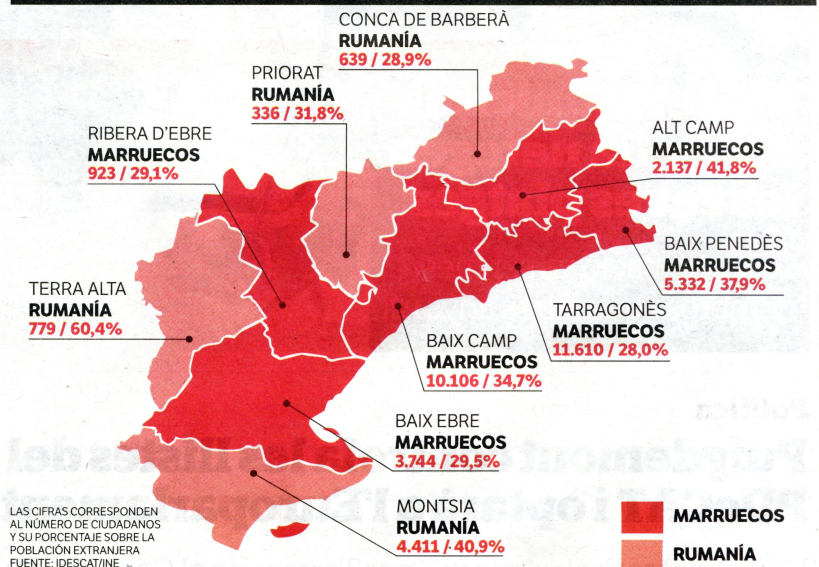 CONCA DE BARBERÀ
RUMANÍA
639 / 28,9%
PRIORAT
RUMANÍA
336 / 31,8%
RIBERA D'EBRE
MARRUECOS
923 / 29,1%
ALT CAMP
MARRUECOS
2.137 / 41,8%
BAIX PENEDÈS
MARRUECOS
5.332 / 37,9%
TERRA ALTA
RUMANÍA
779 / 60,4%
TARRAGONÈS
MARRUECOS
11.610 / 28,0%
BAIX CAMP
MARRUECOS
10.106 / 34,7%
BAIX EBRE
MARRUECOS
3.744 / 29,5%
MONTSIA
RUMANÍA
4.411 / 40,9%
LAS CIFRAS CORRESPONDEN
AL NÚMERO DE CIUDADANOS
Y SU PORCENTAJE SOBRE LA
POBLACIÓN EXTRANJERA
FUENTE: IDESCAT/INE
MARRUECOS
RUMANÍA